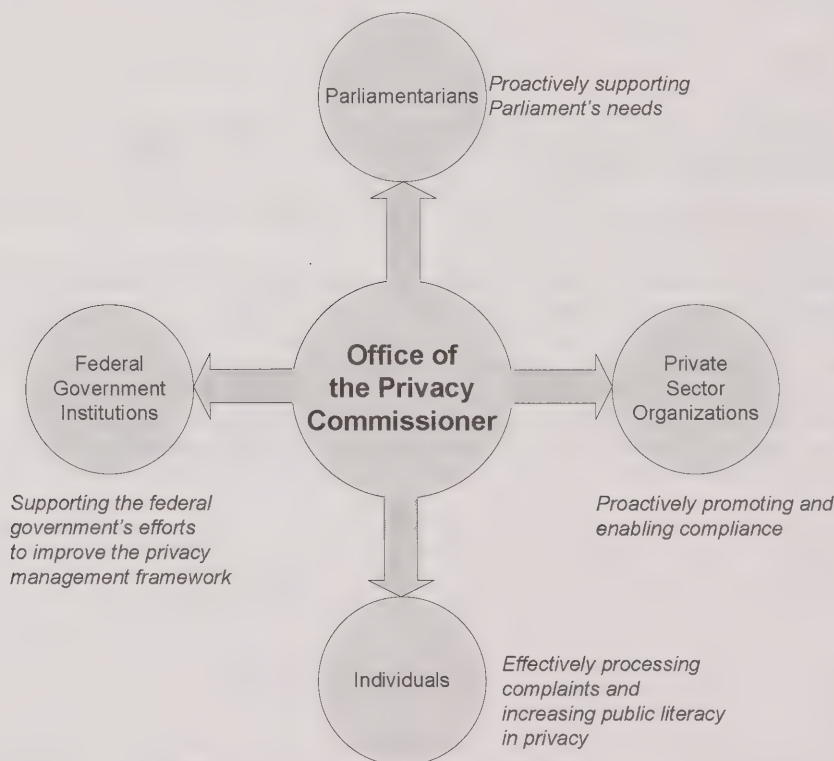 Parliamentarians
Proactively supporting
Parliament's needs
Federal
Government
Institutions
Office of
the Privacy
Commissioner
Private
Sector
Organizations
Supporting the federal
government's efforts
to improve the privacy
management framework
Proactively promoting and
enabling compliance
Individuals
Effectively processing
complaints and
increasing public literacy
in privacy